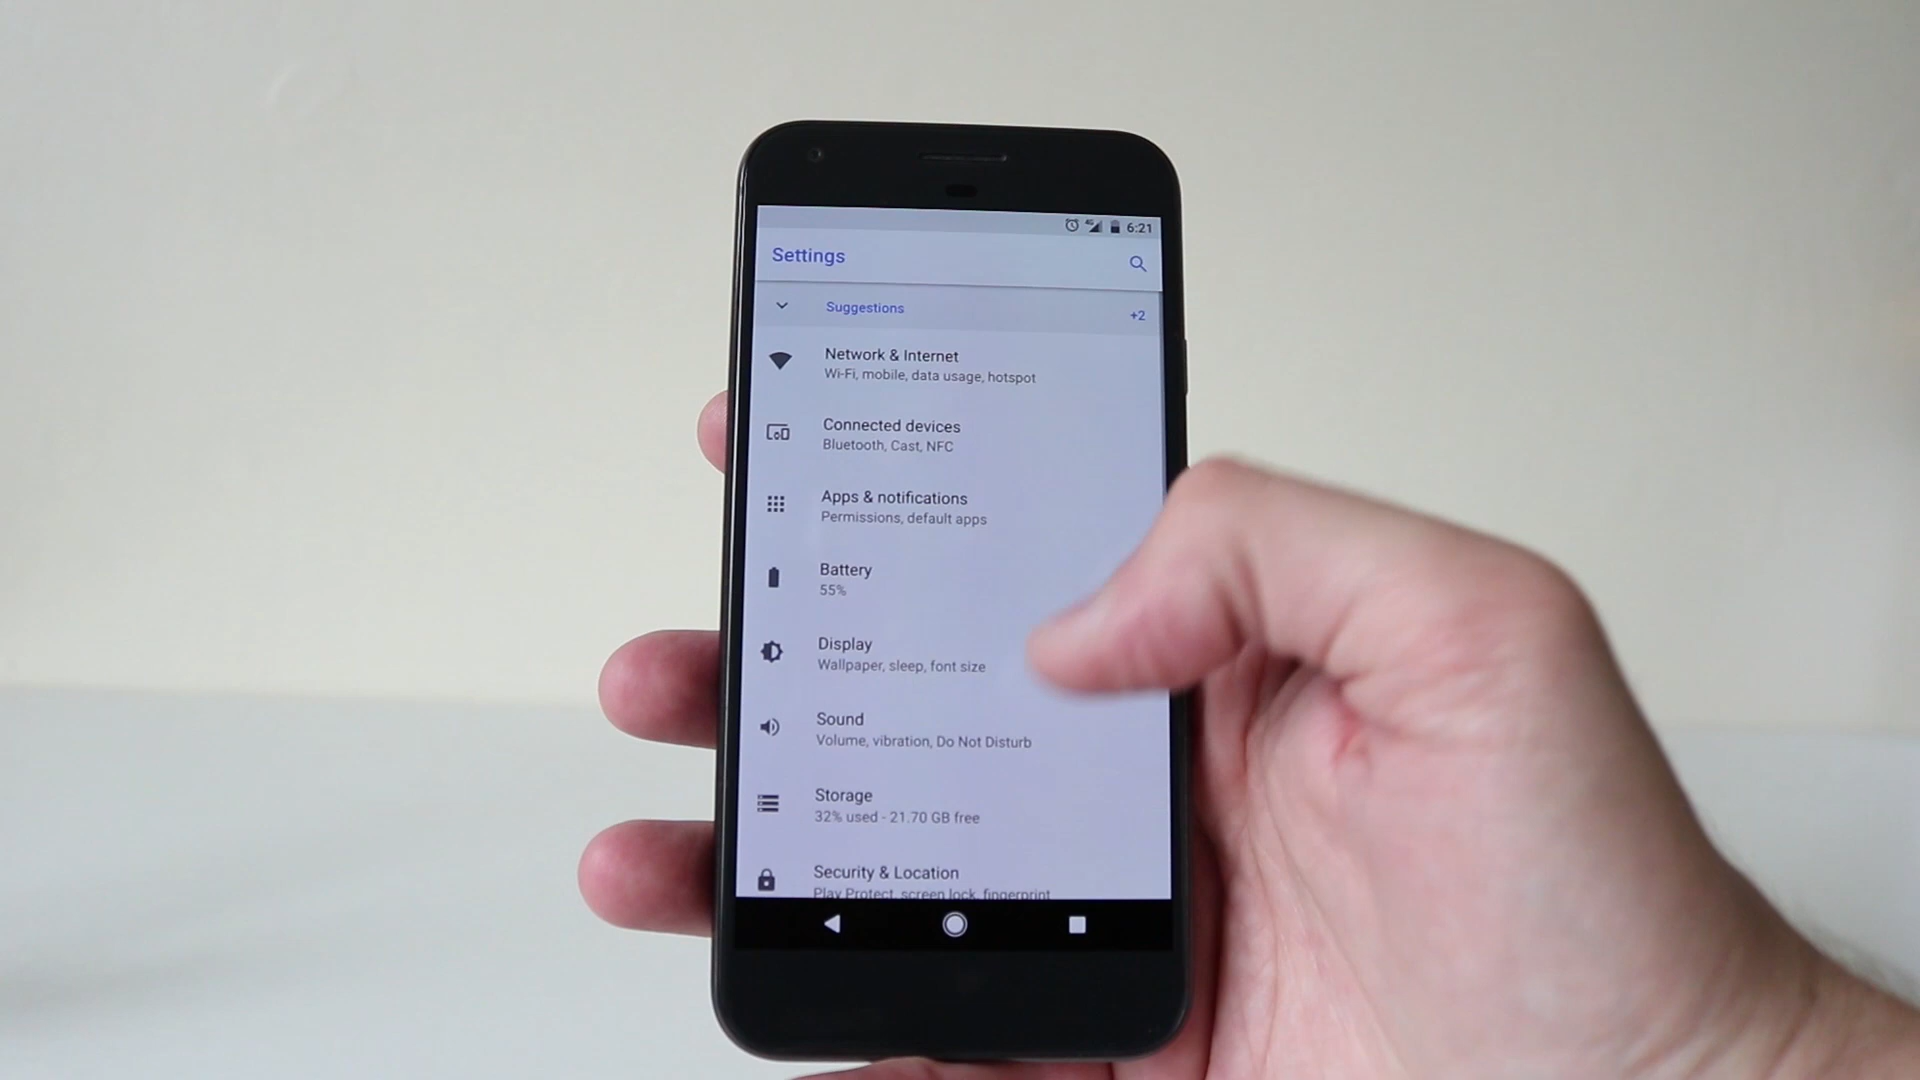 4G 6:21
Settings
Suggestions +2
Network & Internet
Wi-Fi, mobile, data usage, hotspot
Connected devices
Bluetooth, Cast, NFC
Apps & notifications
Permissions, default apps
Battery
55%
Display
Wallpaper, sleep, font size
Sound
Volume, vibration, Do Not Disturb
Storage
32% used - 21.70 GB free
Security & Location
Play Protect, screen lock, fingerprint